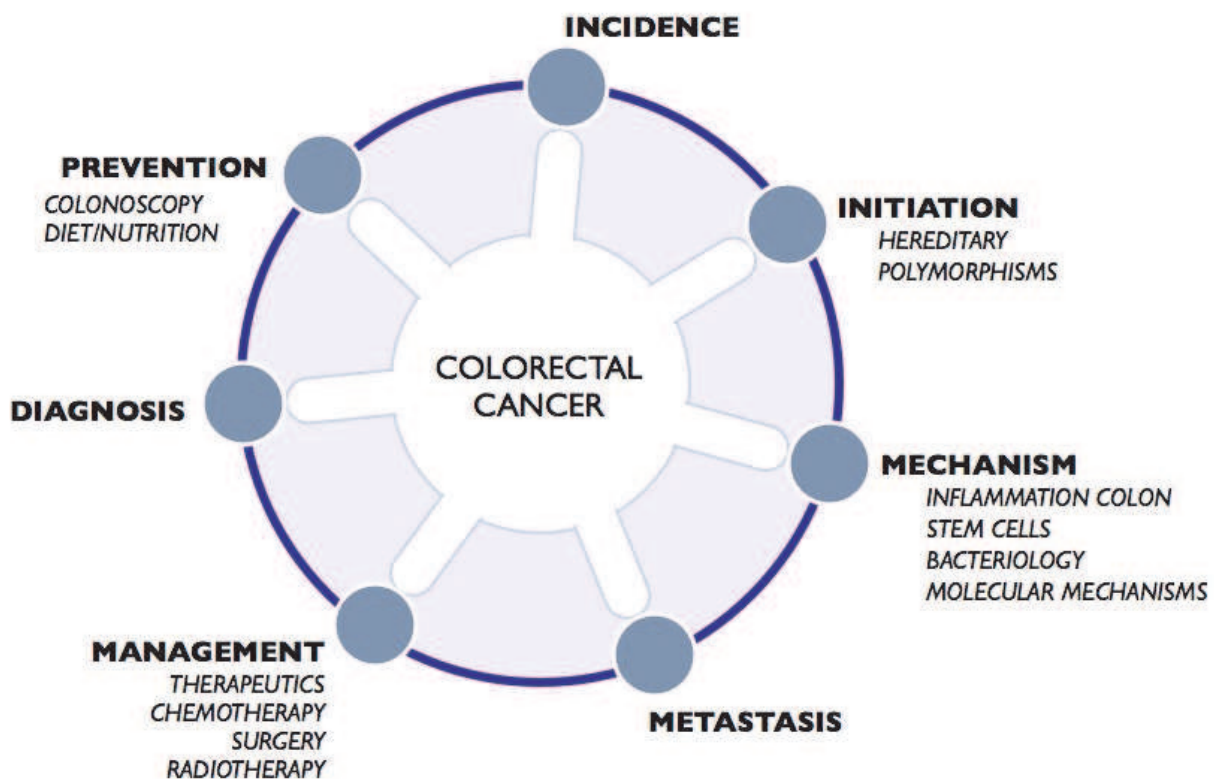 INCIDENCE
INITIATION
HEREDITARY
POLYMORPHISMS
MECHANISM
INFLAMMATION COLON
STEM CELLS
BACTERIOLOGY
MOLECULAR MECHANISMS
METASTASIS
MANAGEMENT
THERAPEUTICS
CHEMOTHERAPY
SURGERY
RADIOTHERAPY
DIAGNOSIS
PREVENTION
COLONOSCOPY
DIET/NUTRITION
COLORECTAL
CANCER